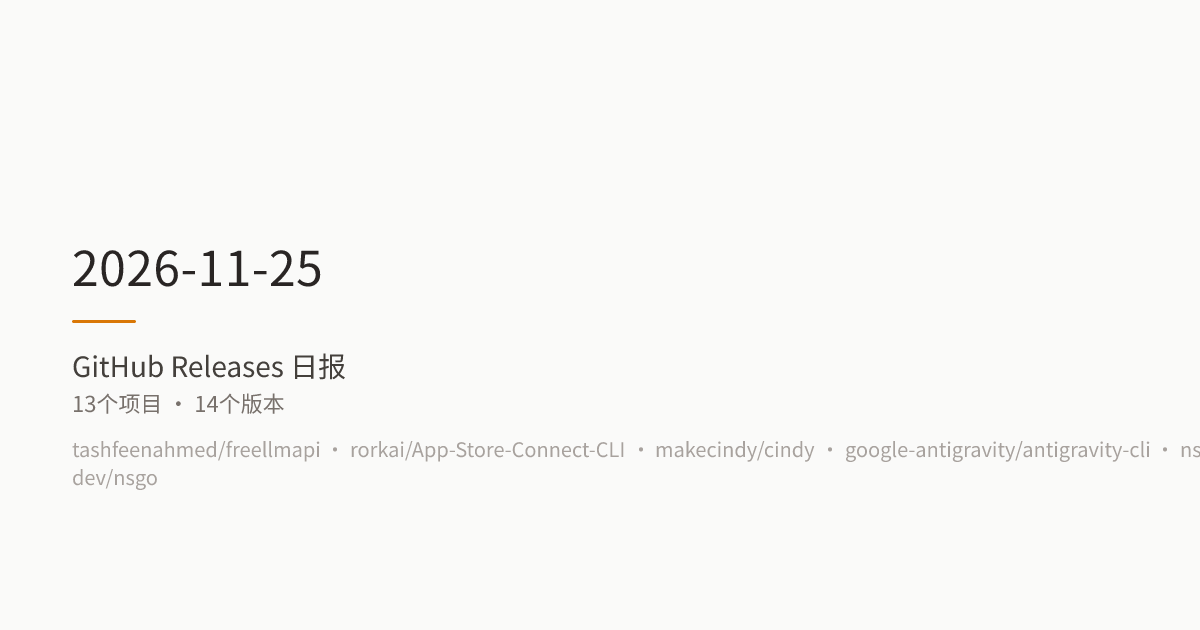 2026-11-25
GitHub Releases 日报
13个项目 · 14个版本
tashfeenahmed/freellmapi · rorkai/App-Store-Connect-CLI · makecindy/cindy · google-antigravity/antigravity-cli · ns
dev/nsgo